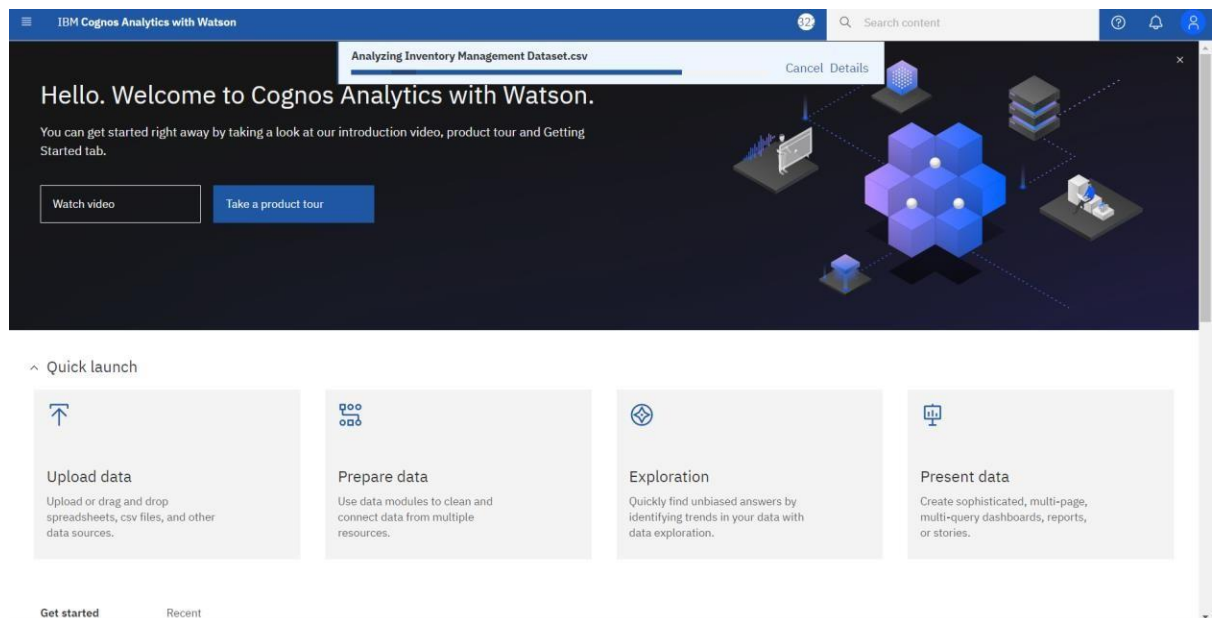 IBM Cognos Analytics with Watson
Search content
Analyzing Inventory Management Dataset.csv
Cancel Details
Hello. Welcome to Cognos Analytics with Watson.
You can get started right away by taking a look at our introduction video, product tour and Getting
Started tab.
Watch video
Take a product tour
Quick launch
Upload data
Upload or drag and drop
spreadsheets, csv files, and other
data sources.
Prepare data
Use data modules to clean and
connect data from multiple
resources.
Exploration
Quickly find unbiased answers by
identifying trends in your data with
data exploration.
Present data
Create sophisticated, multi-page,
multi-query dashboards, reports,
or stories.
Get started
Recent